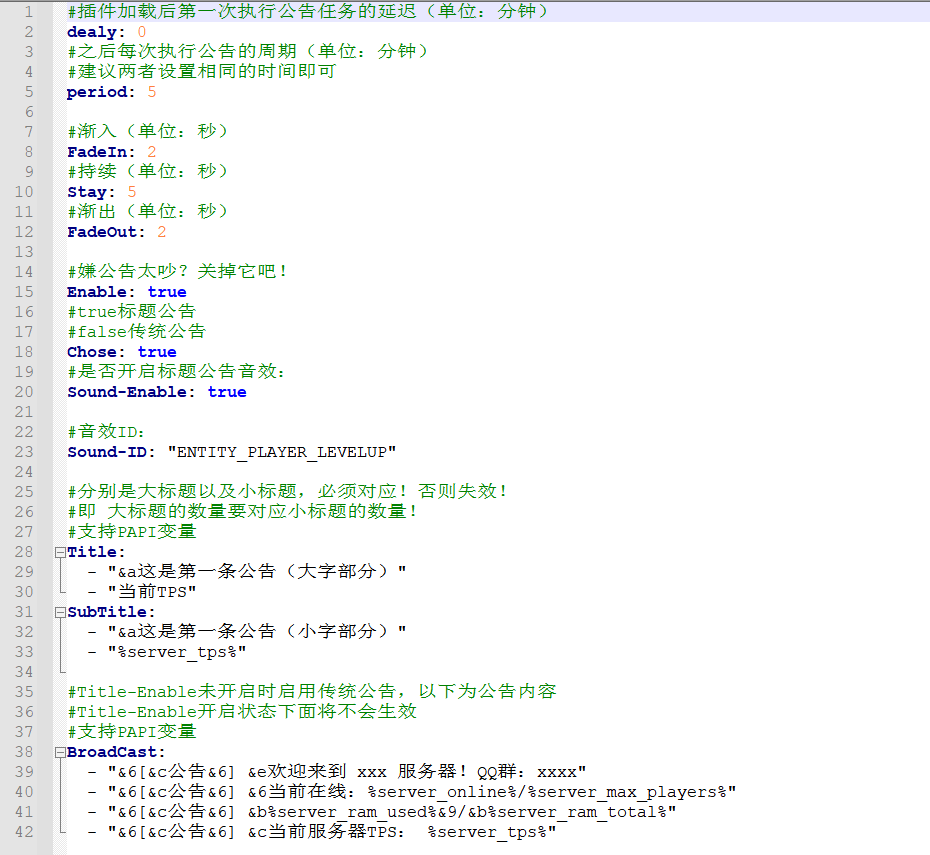 1 #插件加载后第一次执行公告任务的延迟（单位：分钟）
2 dealy: 0
3 #之后每次执行公告的周期（单位：分钟）
4 #建议两者设置相同的时间即可
5 period: 5
6
7 #渐入（单位：秒）
8 FadeIn: 2
9 #持续（单位：秒）
10 Stay: 5
11 #渐出（单位：秒）
12 FadeOut: 2
13
14 #嫌公告太吵？关掉它吧！
15 Enable: true
16 #true标题公告
17 #false传统公告
18 Chose: true
19 #是否开启标题公告音效：
20 Sound-Enable: true
21
22 #音效ID：
23 Sound-ID: "ENTITY_PLAYER_LEVELUP"
24
25 #分别是大标题以及小标题，必须对应！否则失效！
26 #即 大标题的数量要对应小标题的数量！
27 #支持PAPI变量
28 Title:
29 - "&a这是第一条公告（大字部分）"
30 - "当前TPS"
31 SubTitle:
32 - "&a这是第一条公告（小字部分）"
33 - "%server_tps%"
34
35 #Title-Enable未开启时启用传统公告，以下为公告内容
36 #Title-Enable开启状态下面将不会生效
37 #支持PAPI变量
38 BroadCast:
39 - "&6[&c公告&6] &e欢迎来到 xxx 服务器！QQ群：xxxx"
40 - "&6[&c公告&6] &6当前在线：%server_online%/%server_max_players%"
41 - "&6[&c公告&6] &b%server_ram_used%&9/&b%server_ram_total%"
42 - "&6[&c公告&6] &c当前服务器TPS： %server_tps%"